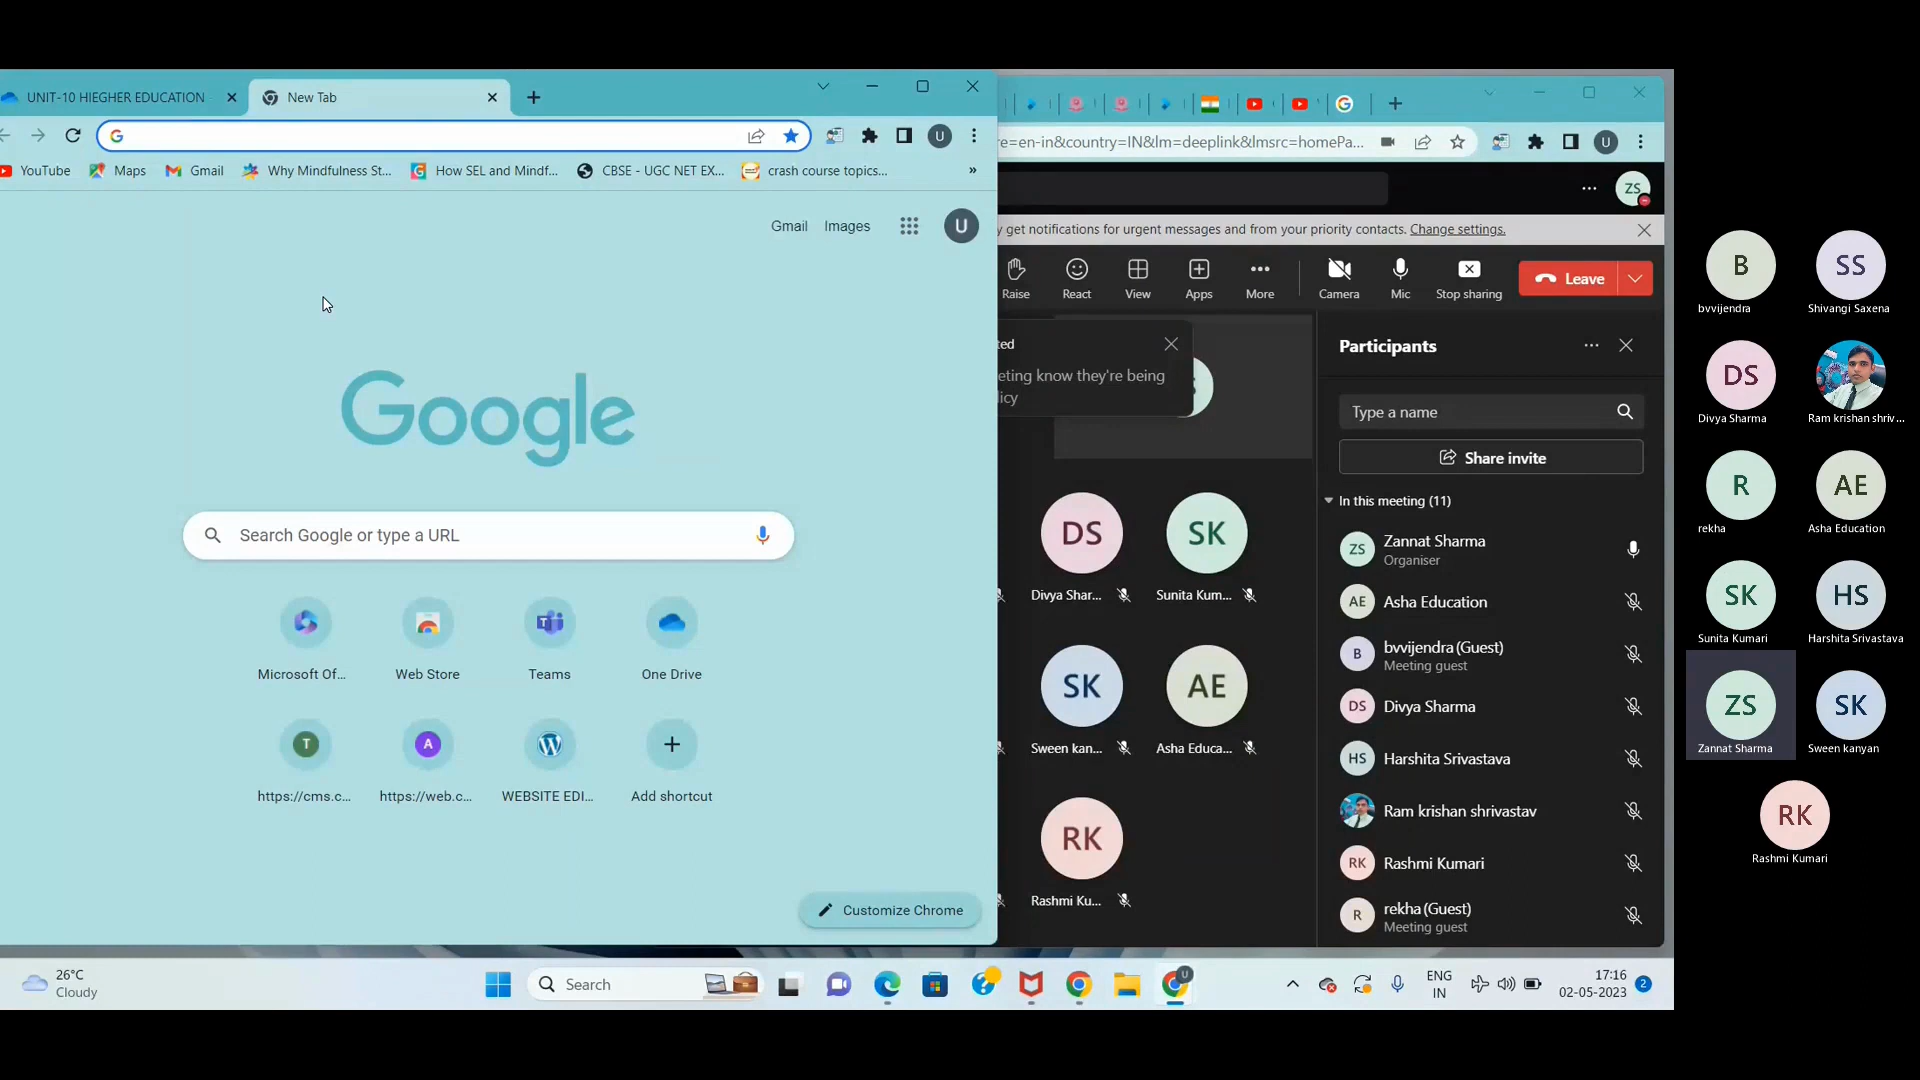 UNIT-10 HIEGHER EDUCATION
New Tab
re=en-in&country=IN&lm=deeplink&lmsrc=homePa...
U
U
YouTube
Maps
Gmail
Why Mindfulness St...
How SEL and Mindf...
CBSE - UGC NET EX...
crash course topics...
»
ZS
Gmail
Images
U
y get notifications for urgent messages and from your priority contacts. Change settings.
Raise
React
View
Apps
More
Camera
Mic
Stop sharing
Leave
Google
Search Google or type a URL
Microsoft Of...
Web Store
Teams
One Drive
T
A
https://cms.c...
https://web.c...
WEBSITE EDI...
Add shortcut
Customize Chrome
ted
eting know they're being
licy
DS
SK
Divya Shar...
Sunita Kum...
SK
AE
Sween kan...
Asha Educa...
RK
Rashmi Ku...
Participants
Type a name
Share invite
In this meeting (11)
ZS
Zannat Sharma
Organiser
AE
Asha Education
B
bvvijendra (Guest)
Meeting guest
DS
Divya Sharma
HS
Harshita Srivastava
Ram krishan shrivastav
RK
Rashmi Kumari
R
rekha (Guest)
Meeting guest
B
SS
bvvijendra
Shivangi Saxena
DS
Divya Sharma
Ram krishan shriv...
R
AE
rekha
Asha Education
SK
HS
Sunita Kumari
Harshita Srivastava
ZS
SK
Zannat Sharma
Sween kanyan
RK
Rashmi Kumari
26°C
Cloudy
Search
U
ENG
IN
17:16
02-05-2023
2